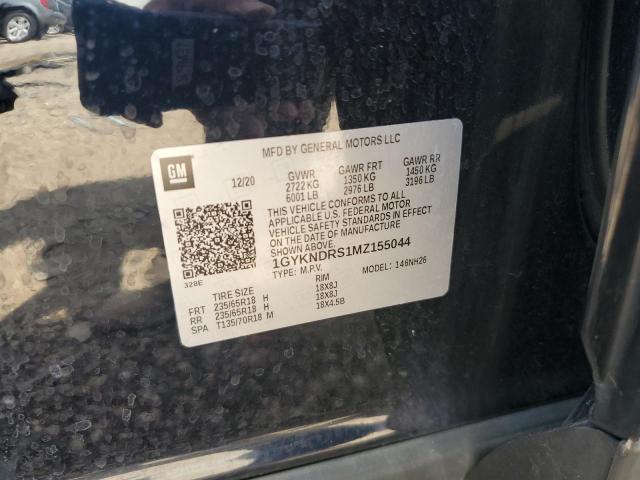 MFD BY GENERAL MOTORS LLC
GM
12/20 GVWR GAWR FRT GAWR RR
2722 KG 1350 KG 1450 KG
6001 LB 2976 LB 3196 LB
THIS VEHICLE CONFORMS TO ALL
APPLICABLE U.S. FEDERAL MOTOR
VEHICLE SAFETY STANDARDS IN EFFECT
ON THE DATE OF MANUFACTURE
SHOWN ABOVE.
1GYKNDRS1MZ155044
TYPE: M.P.V. MODEL: 146NH26
328E
TIRE SIZE RIM
FRT 235/65R18 H 18X8J
RR 235/65R18 H 18X8J
SPA T135/70R18 M 18X4.5B